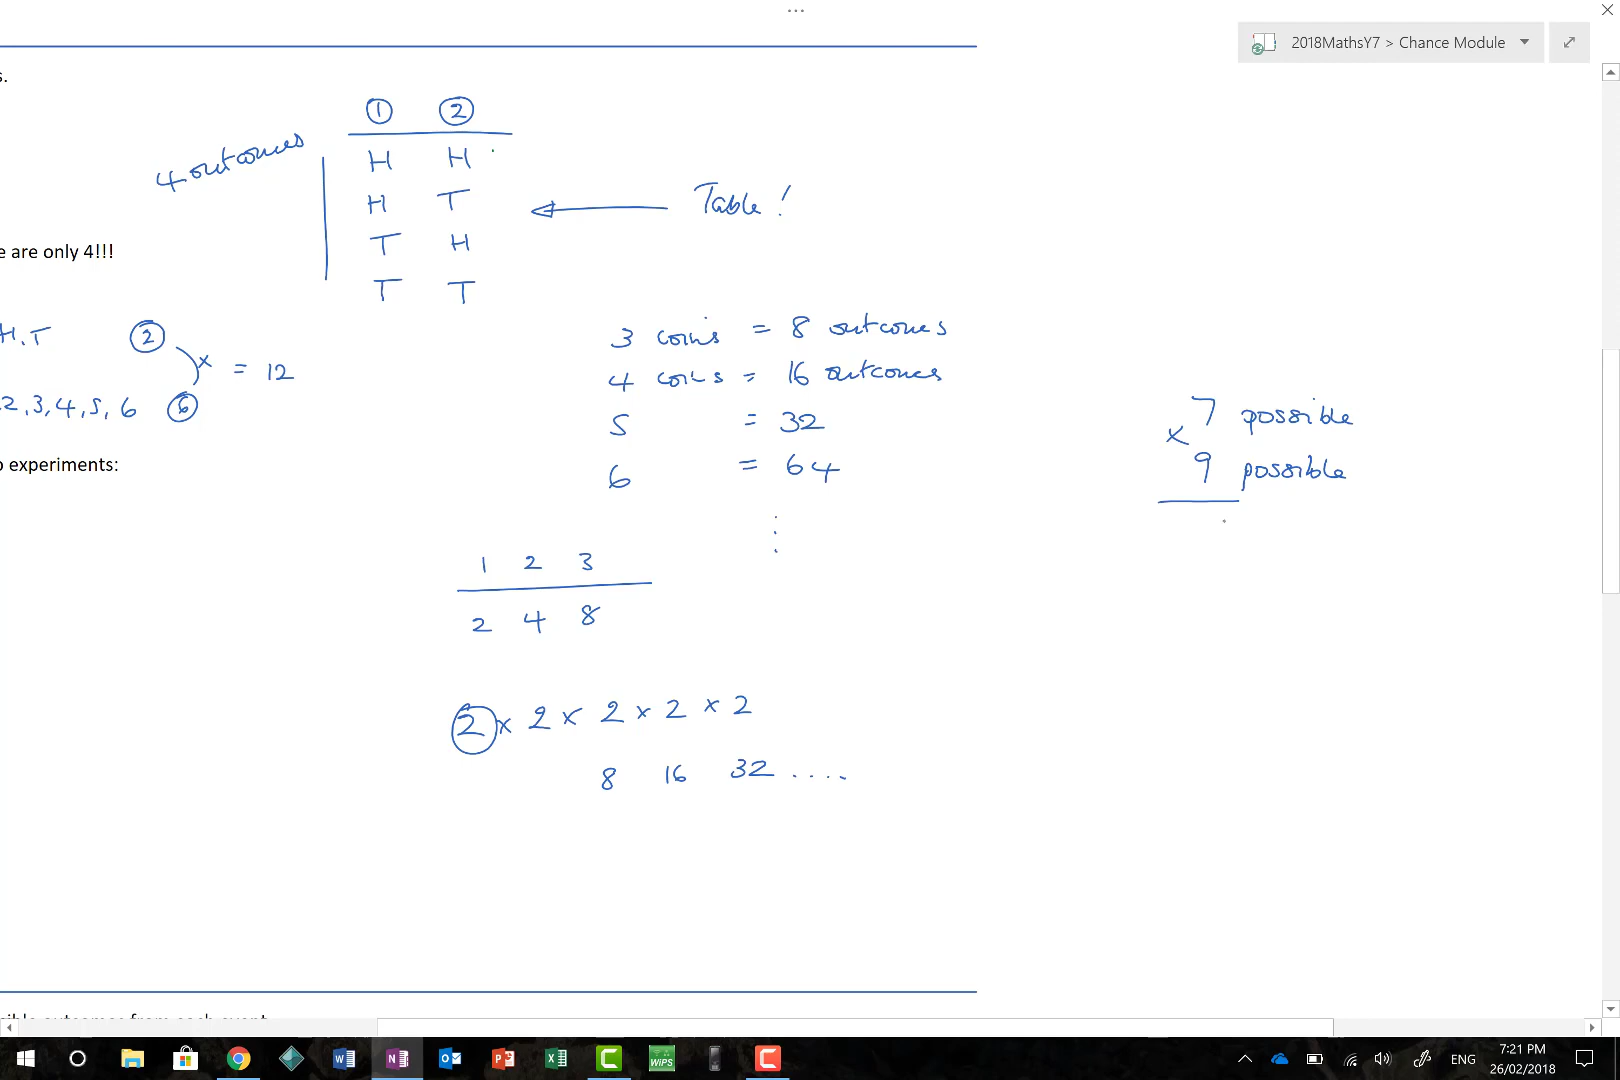 2018MathsY7 > Chance Module
s.
1 2
4 outcomes
H H
H T
T H
T T
Table!
e are only 4!!!
H, T 2
x = 12
2, 3, 4, 5, 6 6
3 coins = 8 outcomes
4 coins = 16 outcomes
5 = 32
6 = 64
7 possible
x
9 possible
o experiments:
1 2 3
2 4 8
2 x 2 x 2 x 2 x 2
8 16 32 ....
WiPS
ENG
7:21 PM
26/02/2018